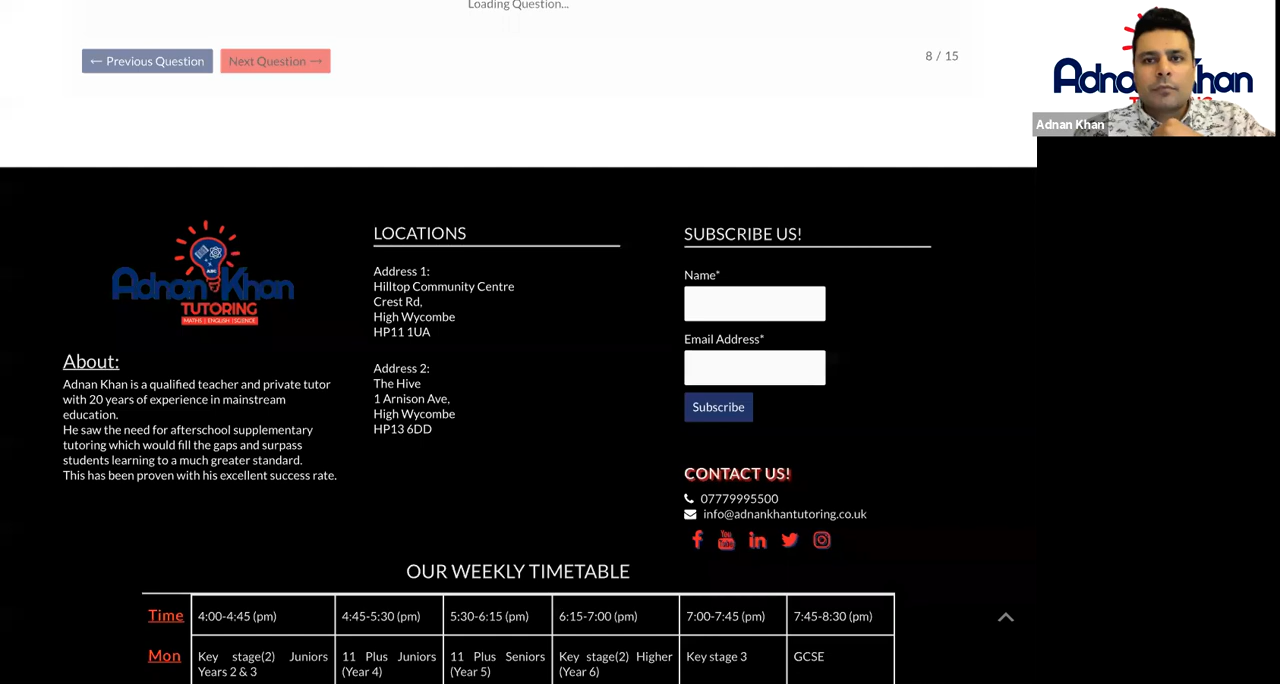 Loading Question...
← Previous Question
Next Question →
8 / 15
Adnan Khan
TUTORING
Adnan Khan
Adnan Khan
TUTORING
MATHS | ENGLISH | SCIENCE
About:
Adnan Khan is a qualified teacher and private tutor
with 20 years of experience in mainstream
education.
He saw the need for afterschool supplementary
tutoring which would fill the gaps and surpass
students learning to a much greater standard.
This has been proven with his excellent success rate.
LOCATIONS
Address 1:
Hilltop Community Centre
Crest Rd,
High Wycombe
HP11 1UA
Address 2:
The Hive
1 Arnison Ave,
High Wycombe
HP13 6DD
SUBSCRIBE US!
Name*
Email Address*
Subscribe
CONTACT US!
07779995500
info@adnankhantutoring.co.uk
OUR WEEKLY TIMETABLE
Time 4:00-4:45 (pm) 4:45-5:30 (pm) 5:30-6:15 (pm) 6:15-7:00 (pm) 7:00-7:45 (pm) 7:45-8:30 (pm)
Mon Key stage(2) Juniors 11 Plus Juniors 11 Plus Seniors Key stage(2) Higher Key stage 3 GCSE
Years 2 & 3 (Year 4) (Year 5) (Year 6)